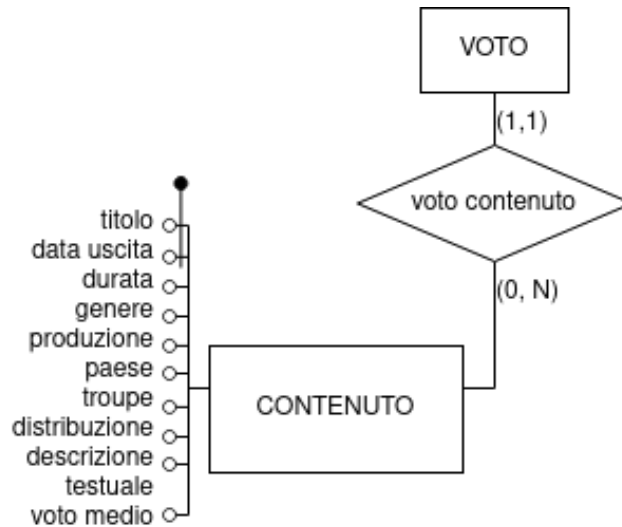 VOTO
(1,1)
voto contenuto
(0, N)
titolo
data uscita
durata
genere
produzione
paese
troupe
distribuzione
descrizione
testuale
voto medio
CONTENUTO